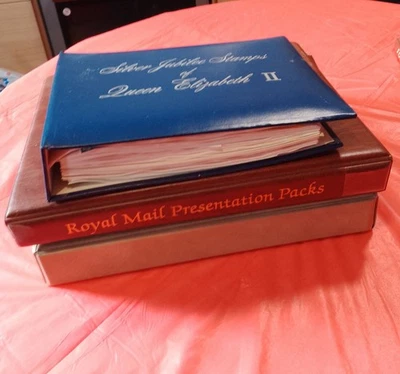 Silver Jubilee Stamps
of
Queen Elizabeth II
Royal Mail Presentation Packs